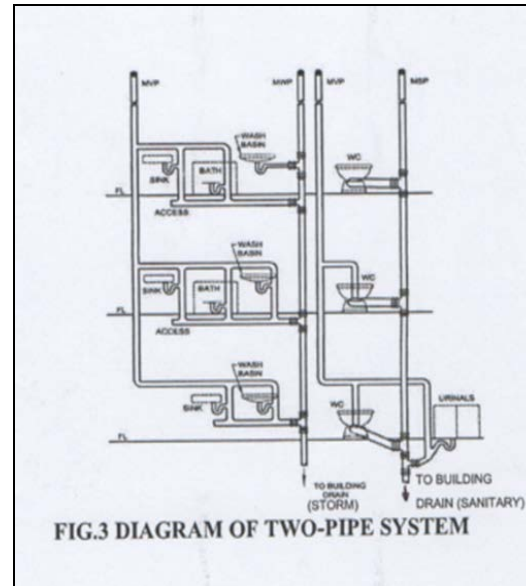 MVP
MWP
MVP
MSP
WASH
BASIN
WC
SINK
BATH
FL
ACCESS
WASH
BASIN
WC
SINK
BATH
FL
ACCESS
WASH
BASIN
WC
URINALS
SINK
FL
TO BUILDING
DRAIN
(STORM)
TO BUILDING
DRAIN (SANITARY)
FIG.3 DIAGRAM OF TWO-PIPE SYSTEM